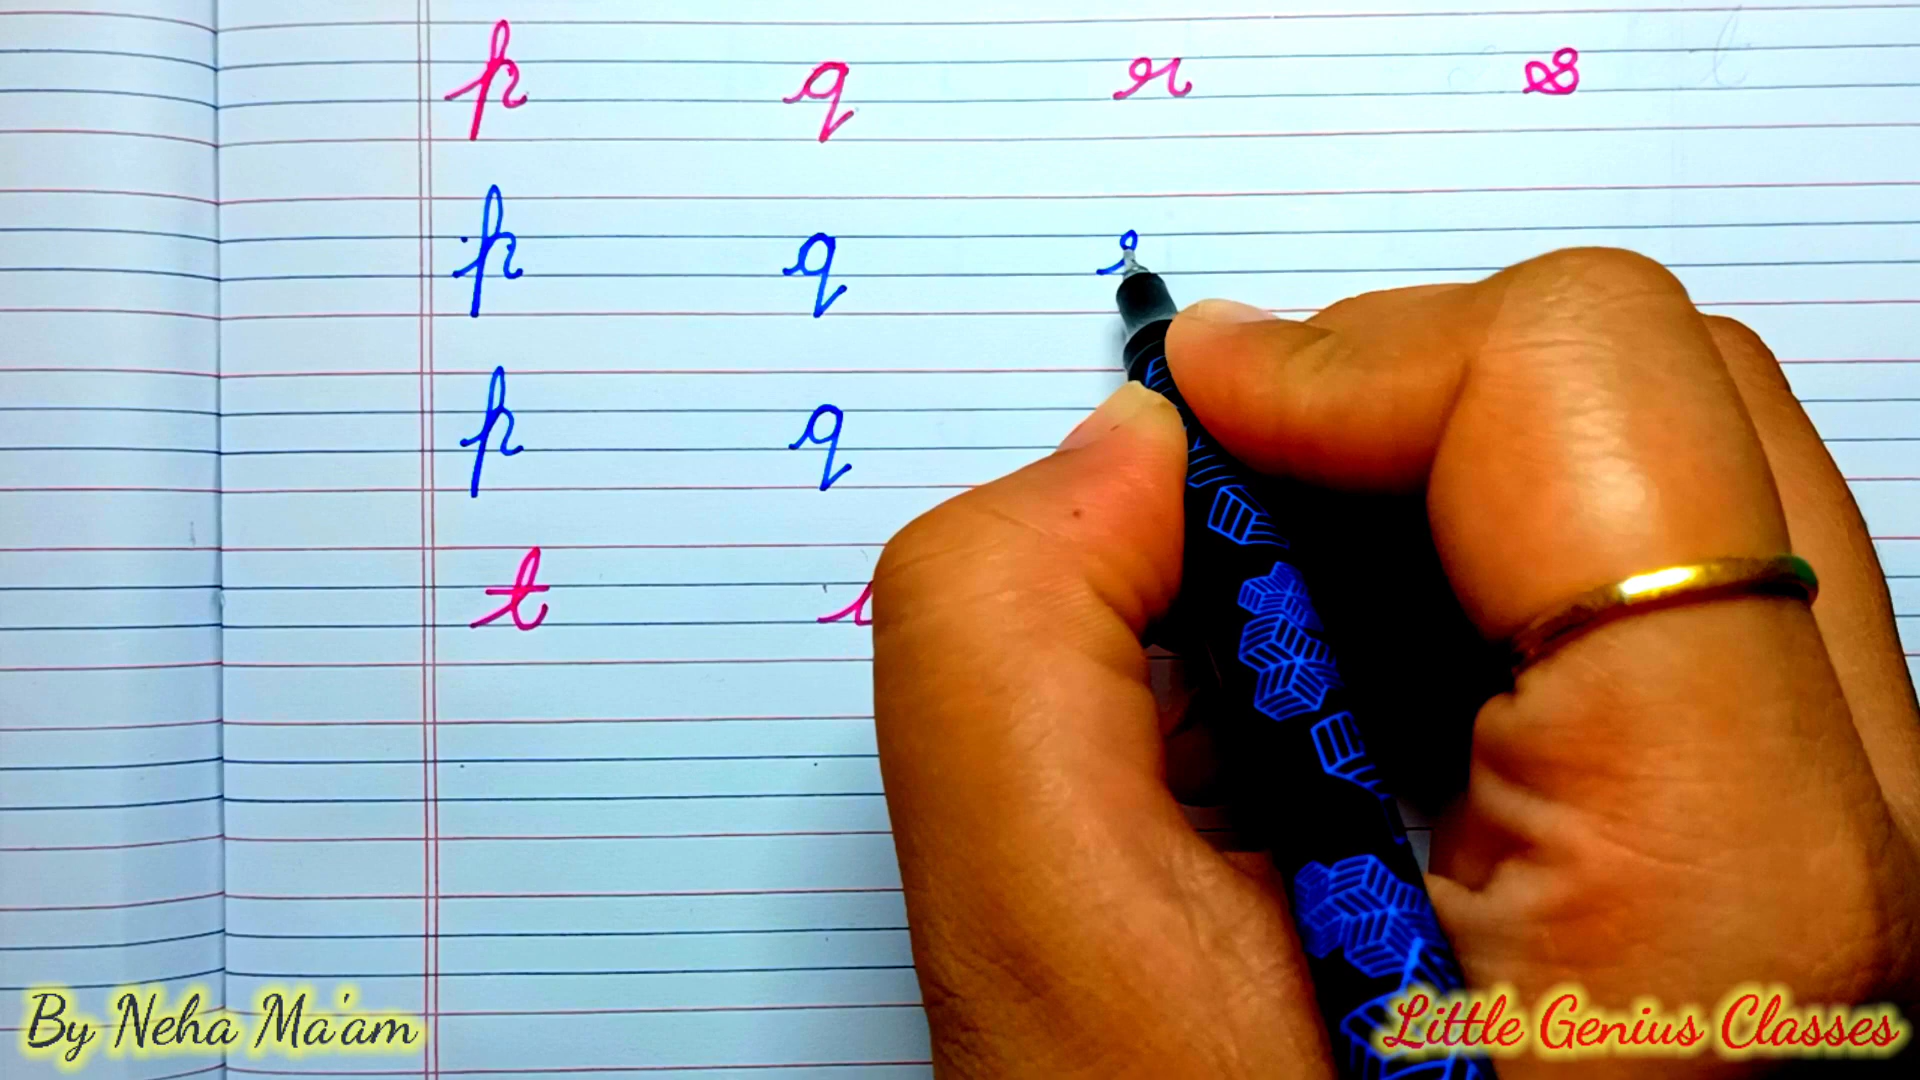 p q r s
p q
p q
t
By Neha Ma'am
Little Genius Classes